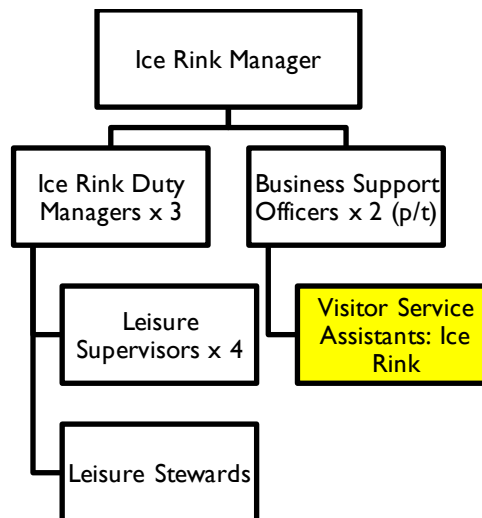 Ice Rink Manager
Ice Rink Duty
Managers x 3
Business Support
Officers x 2 (p/t)
Leisure
Supervisors x 4
Visitor Service
Assistants: Ice
Rink
Leisure Stewards